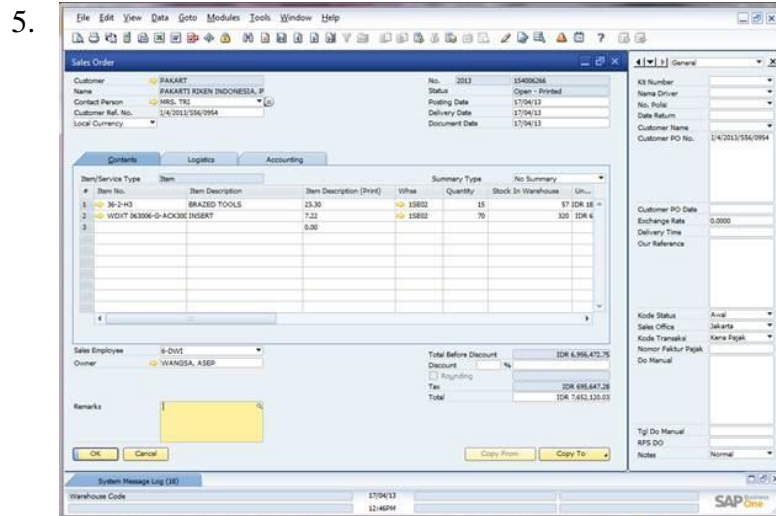 5.
File Edit View Data Goto Modules Tools Window Help
Sales Order
Customer PAKART No. 2013 154006266
Name PAKARTI RIKEN INDONESIA. P Status Open - Printed
Contact Person MRS. TRI Posting Date 17/04/13
Customer Ref. No. 1/4/2013/556/0954 Delivery Date 17/04/13
Local Currency Document Date 17/04/13
Contents Logistics Accounting
Item/Service Type Item Summary Type No Summary
# Item No. Item Description Item Description (Print) Whse Quantity Stock In Warehouse Un...
1 36-2-H3 BRAZED TOOLS 23.30 1SE02 15 57 IDR 18
2 WDXT 063006-G-ACK300 INSERT 7.22 1SE02 70 320 IDR 6
3 0.00
Sales Employee 6-DWI
Owner WANGSA, ASEP
Total Before Discount IDR 6,956,472.75
Discount %
Rounding
Tax IDR 695,647.28
Total IDR 7,652,120.03
Remarks
OK Cancel Copy From Copy To
General
Kit Number
Nama Driver
No. Polisi
Date Return
Customer Name
Customer PO No. 1/4/2013/556/0954
Customer PO Date
Exchange Rate 0.0000
Delivery Time
Our Reference
Kode Status Awal
Sales Office Jakarta
Kode Transaksi Kena Pajak
Nomor Faktur Pajak
Do Manual
Tgl Do Manual
RFS DO
Notes Normal
System Message Log (18)
Warehouse Code 17/04/13
12:46PM
SAP Business One